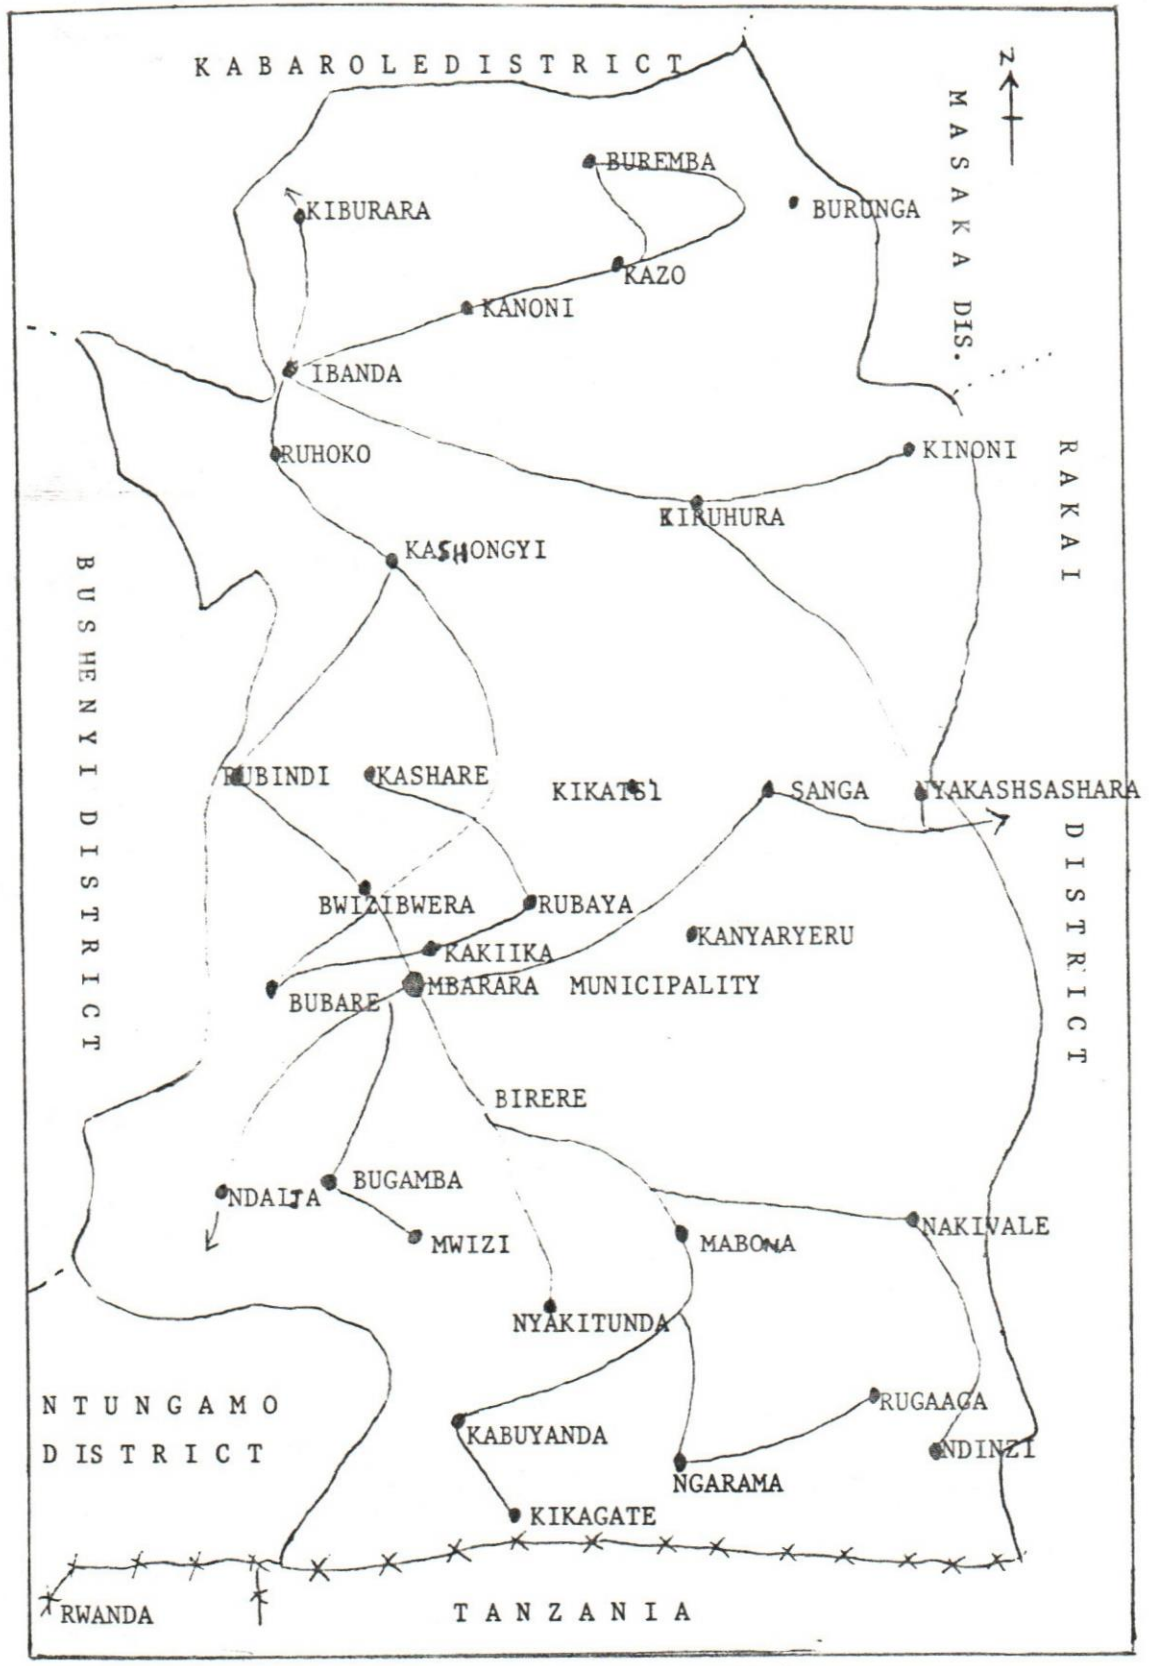 KABAROLEDISTRICT
N
MASAKA DIS.
BUREMBA
BURUNGA
KIBURARA
KAZO
KANONI
IBANDA
RUHOKO
KINONI
RAKAI
KIRUHURA
KASHONGYI
BUSHENYI DISTRICT
RUBINDI
KASHARE
KIKATSI
SANGA
NYAKASHSASHARA
DISTRICT
BWIZIBWERA
RUBAYA
KANYARYERU
KAKIIKA
MBARARA MUNICIPALITY
BUBARE
BIRERE
NDAIJA
BUGAMBA
MWIZI
NAKIVALE
MABONA
NYAKITUNDA
NTUNGAMO
DISTRICT
RUGAAGA
KABUYANDA
NDINZI
NGARAMA
KIKAGATE
RWANDA
TANZANIA